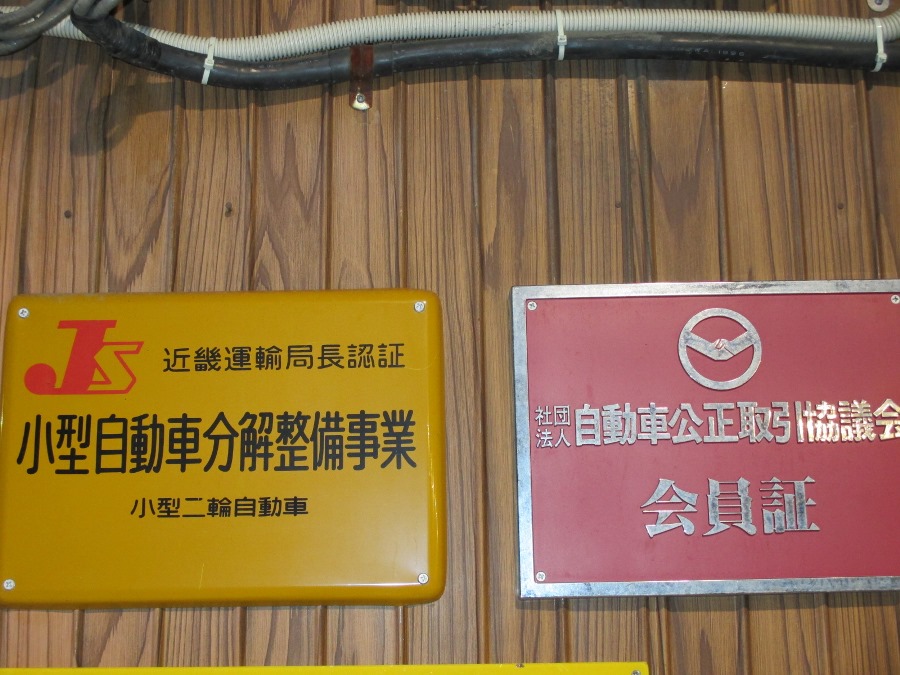 JS
近畿運輸局長認証
小型自動車分解整備事業
小型二輪自動車
社団法人
自動車公正取引協議会
会員証